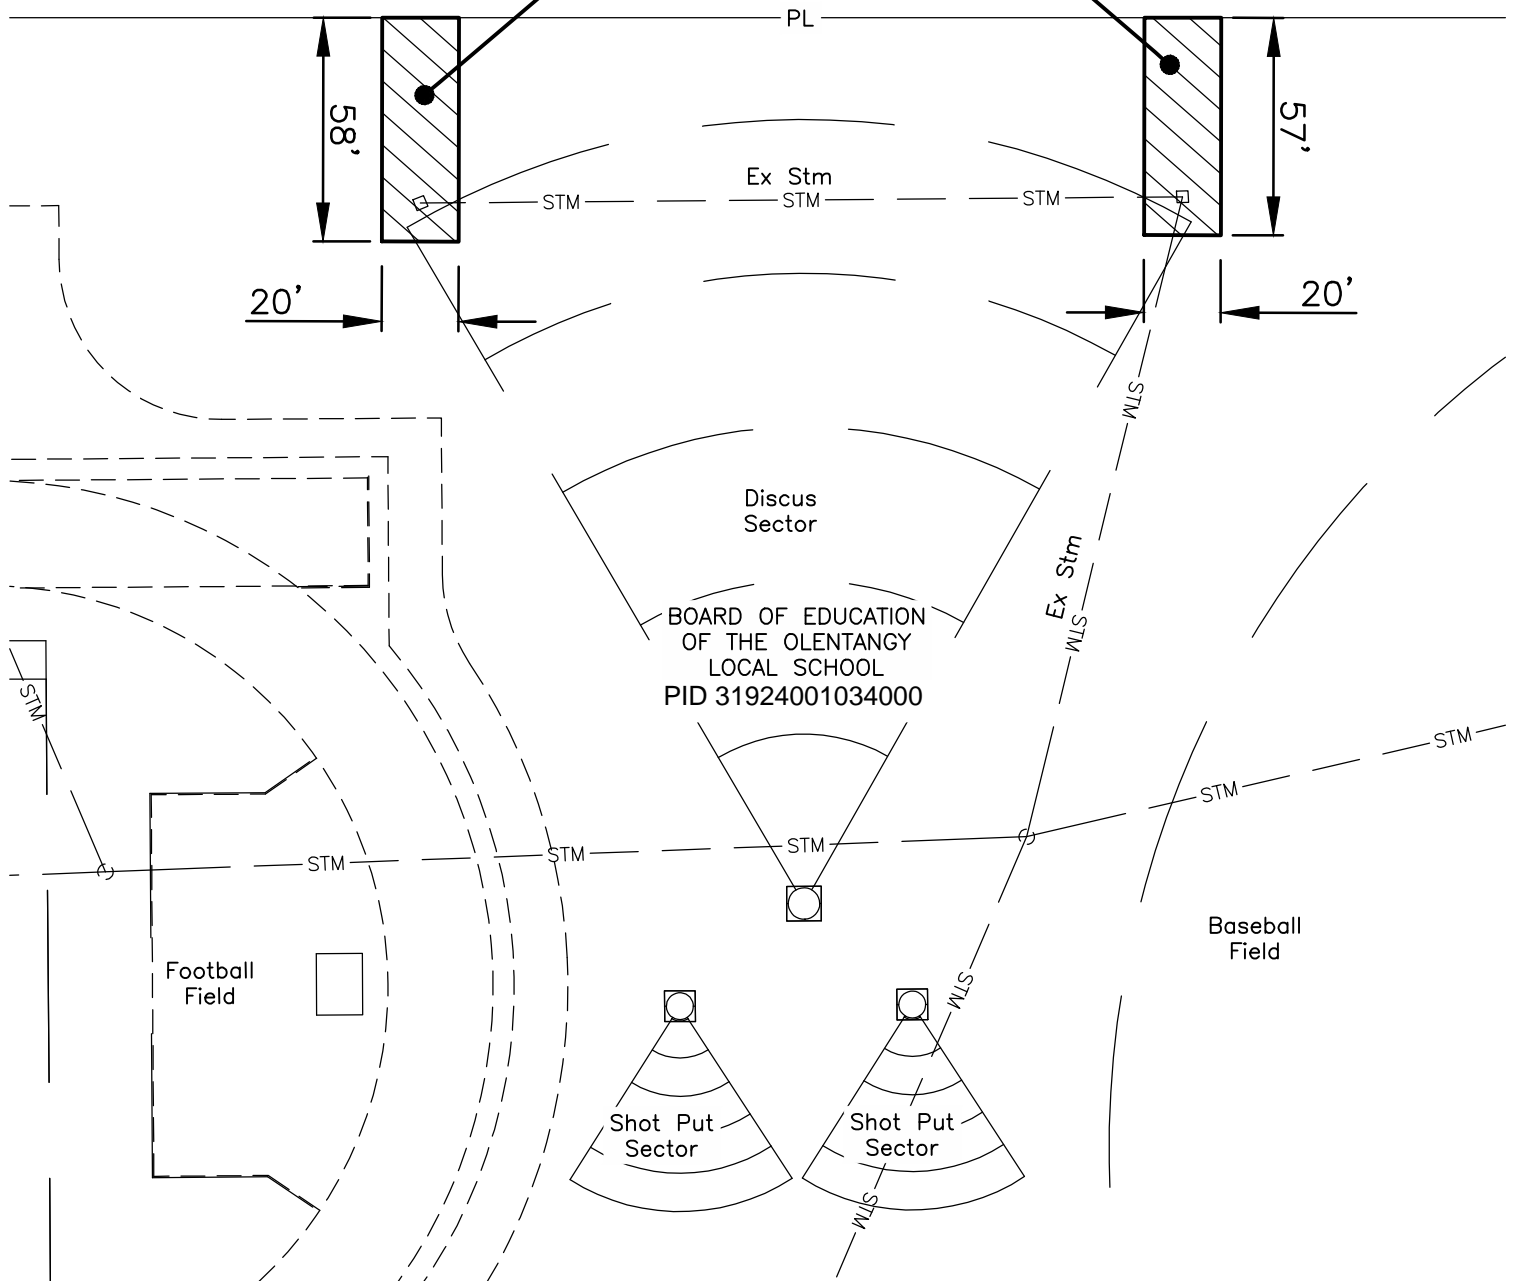 PL
58'
57'
Ex Stm
STM
STM
STM
20'
20'
STM
Discus
Sector
Ex Stm
STM
BOARD OF EDUCATION
OF THE OLENTANGY
LOCAL SCHOOL
PID 31924001034000
STM
STM
STM
STM
STM
STM
Baseball
Field
Football
Field
STM
Shot Put
Sector
Shot Put
Sector
STM